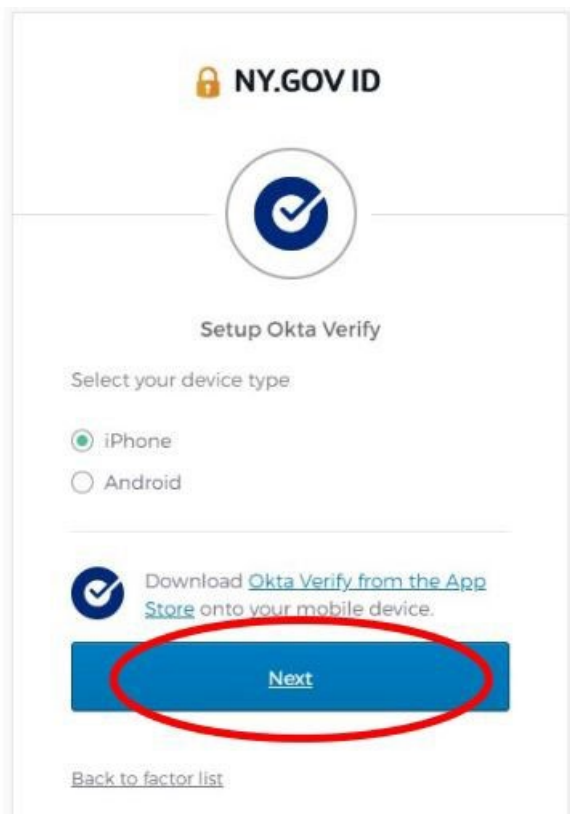 NY.GOV ID
Setup Okta Verify
Select your device type
iPhone
Android
Download Okta Verify from the App
Store onto your mobile device.
Next
Back to factor list